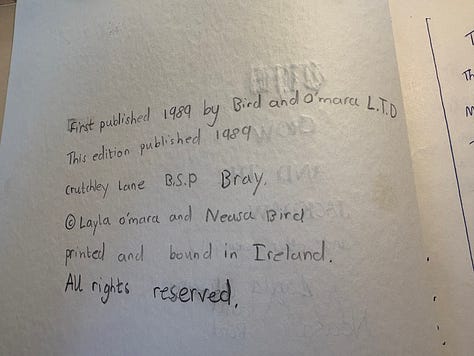 First published 1989 by Bird and O'mara L.T.D
This edition published 1989
Crutchley Lane B.S.P Bray.
© Layla O'mara and Neasa Bird
printed and bound in Ireland.
All rights reserved.